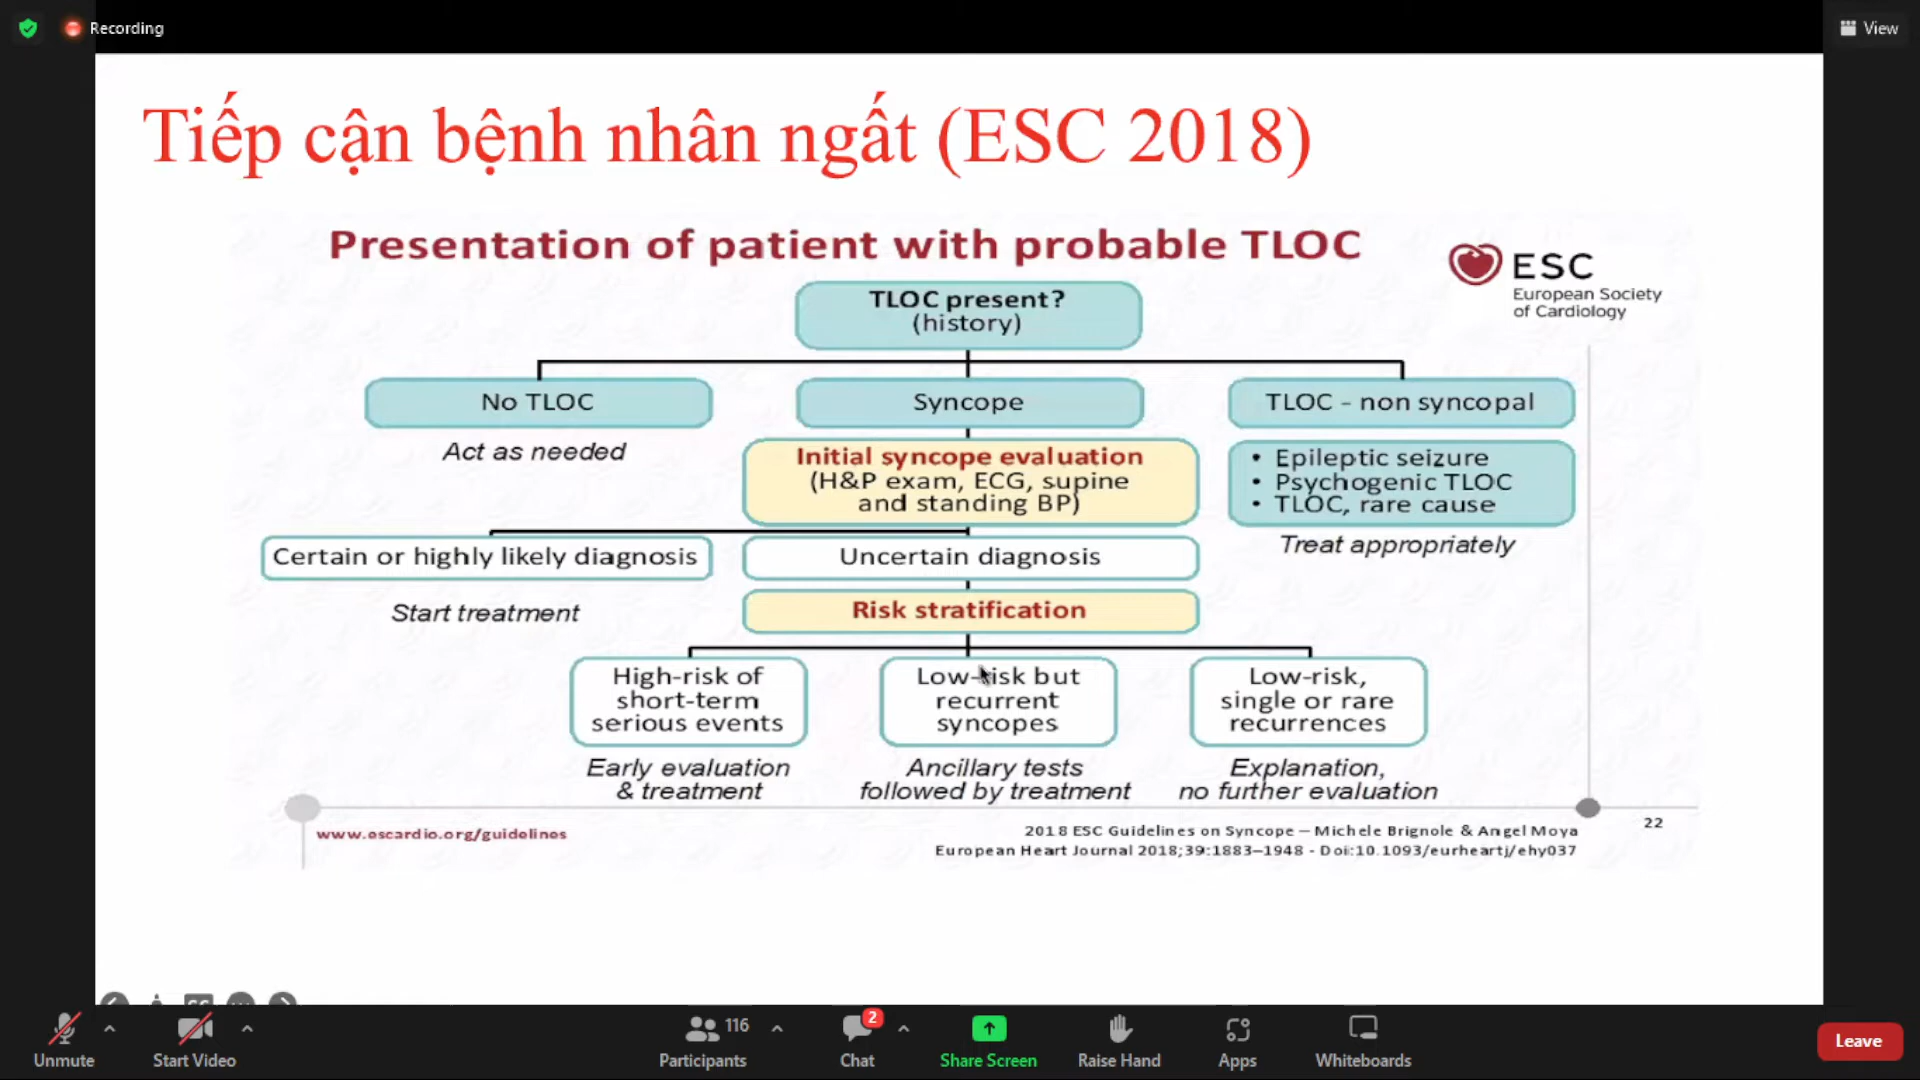 Recording
View
Tiếp cận bệnh nhân ngất (ESC 2018)
Presentation of patient with probable TLOC
ESC
European Society
of Cardiology
TLOC present?
(history)
No TLOC
Syncope
TLOC - non syncopal
Act as needed
Initial syncope evaluation
(H&P exam, ECG, supine
and standing BP)
• Epileptic seizure
• Psychogenic TLOC
• TLOC, rare cause
Treat appropriately
Certain or highly likely diagnosis
Uncertain diagnosis
Start treatment
Risk stratification
High-risk of
short-term
serious events
Low-risk but
recurrent
syncopes
Low-risk,
single or rare
recurrences
Early evaluation
& treatment
Ancillary tests
followed by treatment
Explanation,
no further evaluation
www.escardio.org/guidelines
2018 ESC Guidelines on Syncope – Michele Brignole & Angel Moya
European Heart Journal 2018;39:1883–1948 - Doi:10.1093/eurheartj/ehy037
22
Unmute
Start Video
116
Participants
2
Chat
Share Screen
Raise Hand
Apps
Whiteboards
Leave